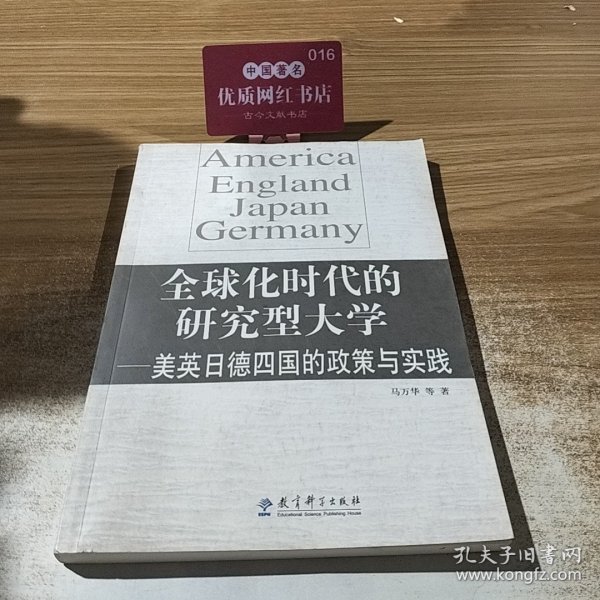 016
中国著名
优质网红书店
古今文献书店
America
England
Japan
Germany
全球化时代的
研究型大学
——美英日德四国的政策与实践
马万华 等 著
教育科学出版社
ESPH
Educational Science Publishing House
孔夫子旧书网
www.kongfz.com